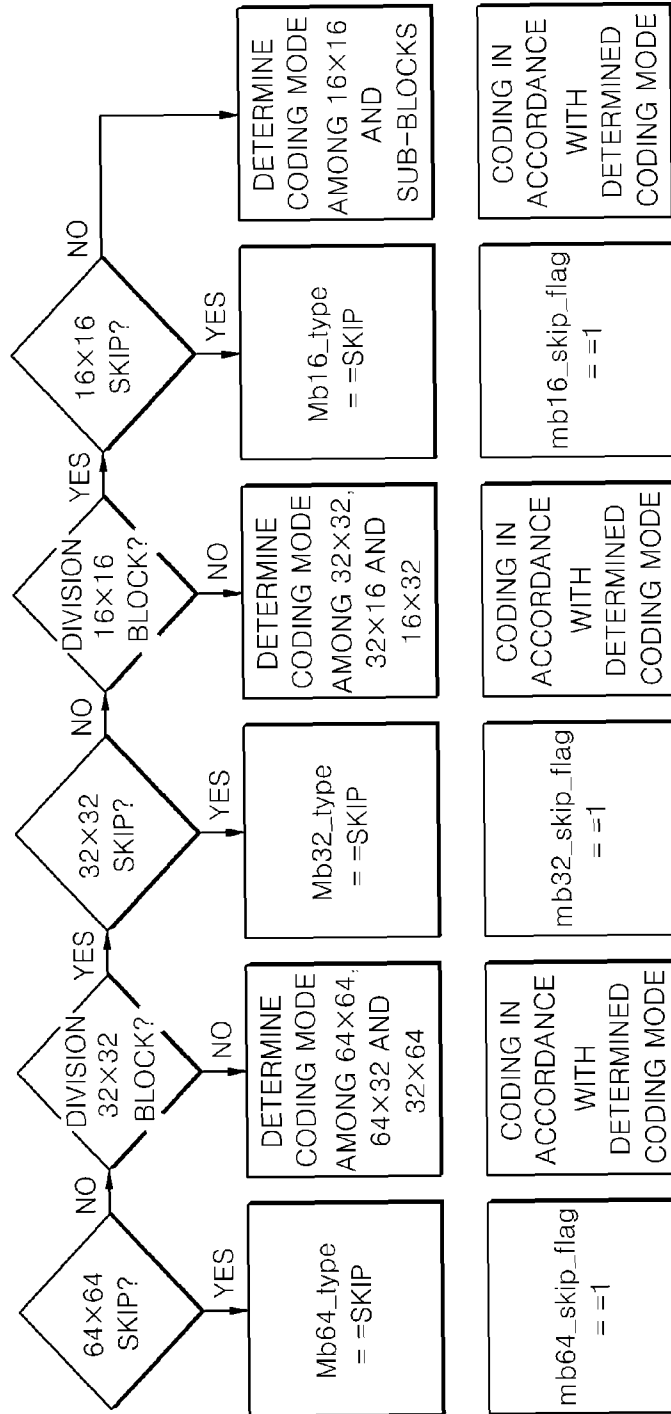 64×64
SKIP?
NO
YES
DIVISION
32×32
BLOCK?
YES
NO
32×32
SKIP?
NO
YES
DIVISION
16×16
BLOCK?
YES
NO
16×16
SKIP?
NO
YES
Mb64_type
= =SKIP
DETERMINE
CODING MODE
AMONG 64×64,
64×32 AND
32×64
Mb32_type
= =SKIP
DETERMINE
CODING MODE
AMONG 32×32,
32×16 AND
16×32
Mb16_type
= =SKIP
DETERMINE
CODING MODE
AMONG 16×16
AND
SUB-BLOCKS
mb64_skip_flag
= =1
CODING IN
ACCORDANCE
WITH
DETERMINED
CODING MODE
mb32_skip_flag
= =1
CODING IN
ACCORDANCE
WITH
DETERMINED
CODING MODE
mb16_skip_flag
= =1
CODING IN
ACCORDANCE
WITH
DETERMINED
CODING MODE